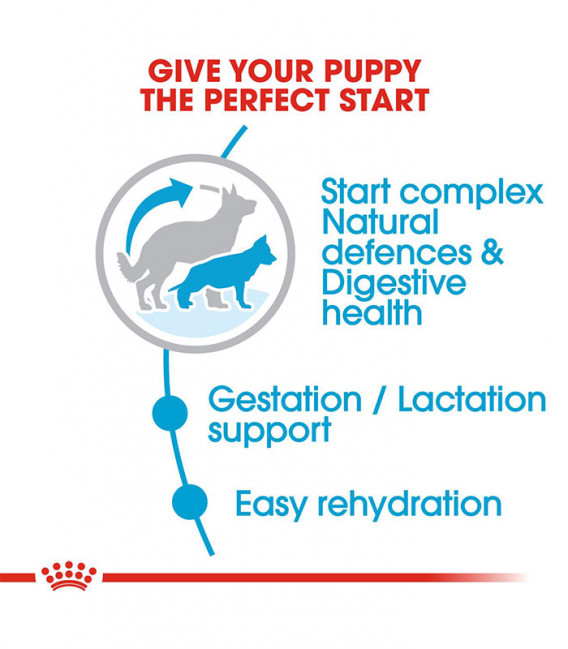 GIVE YOUR PUPPY
THE PERFECT START
Start complex
Natural
defences &
Digestive
health
Gestation / Lactation
support
Easy rehydration